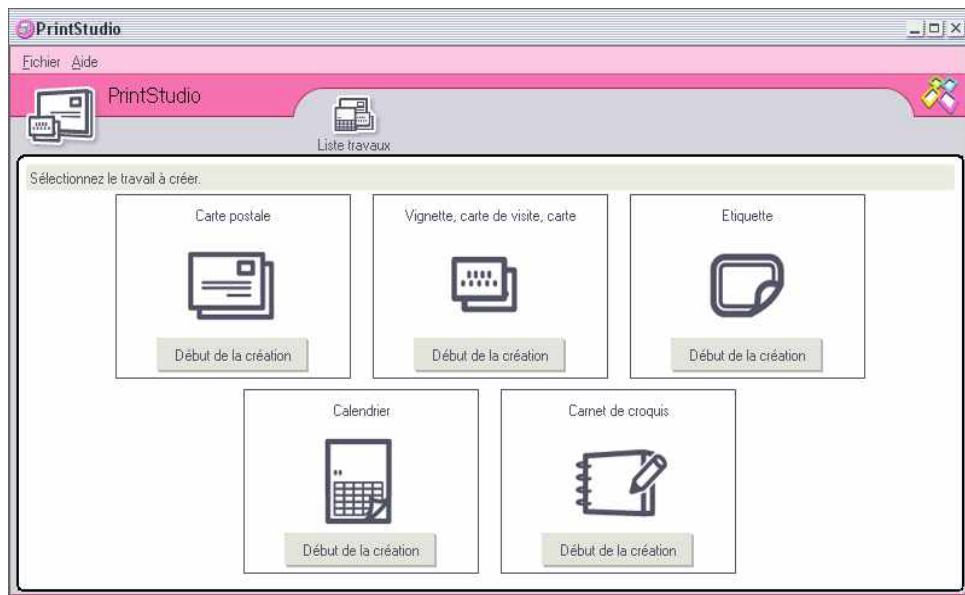 PrintStudio
Fichier Aide
PrintStudio
Liste travaux
Sélectionnez le travail à créer.
Carte postale
Vignette, carte de visite, carte
Etiquette
Début de la création
Début de la création
Début de la création
Calendrier
Carnet de croquis
Début de la création
Début de la création